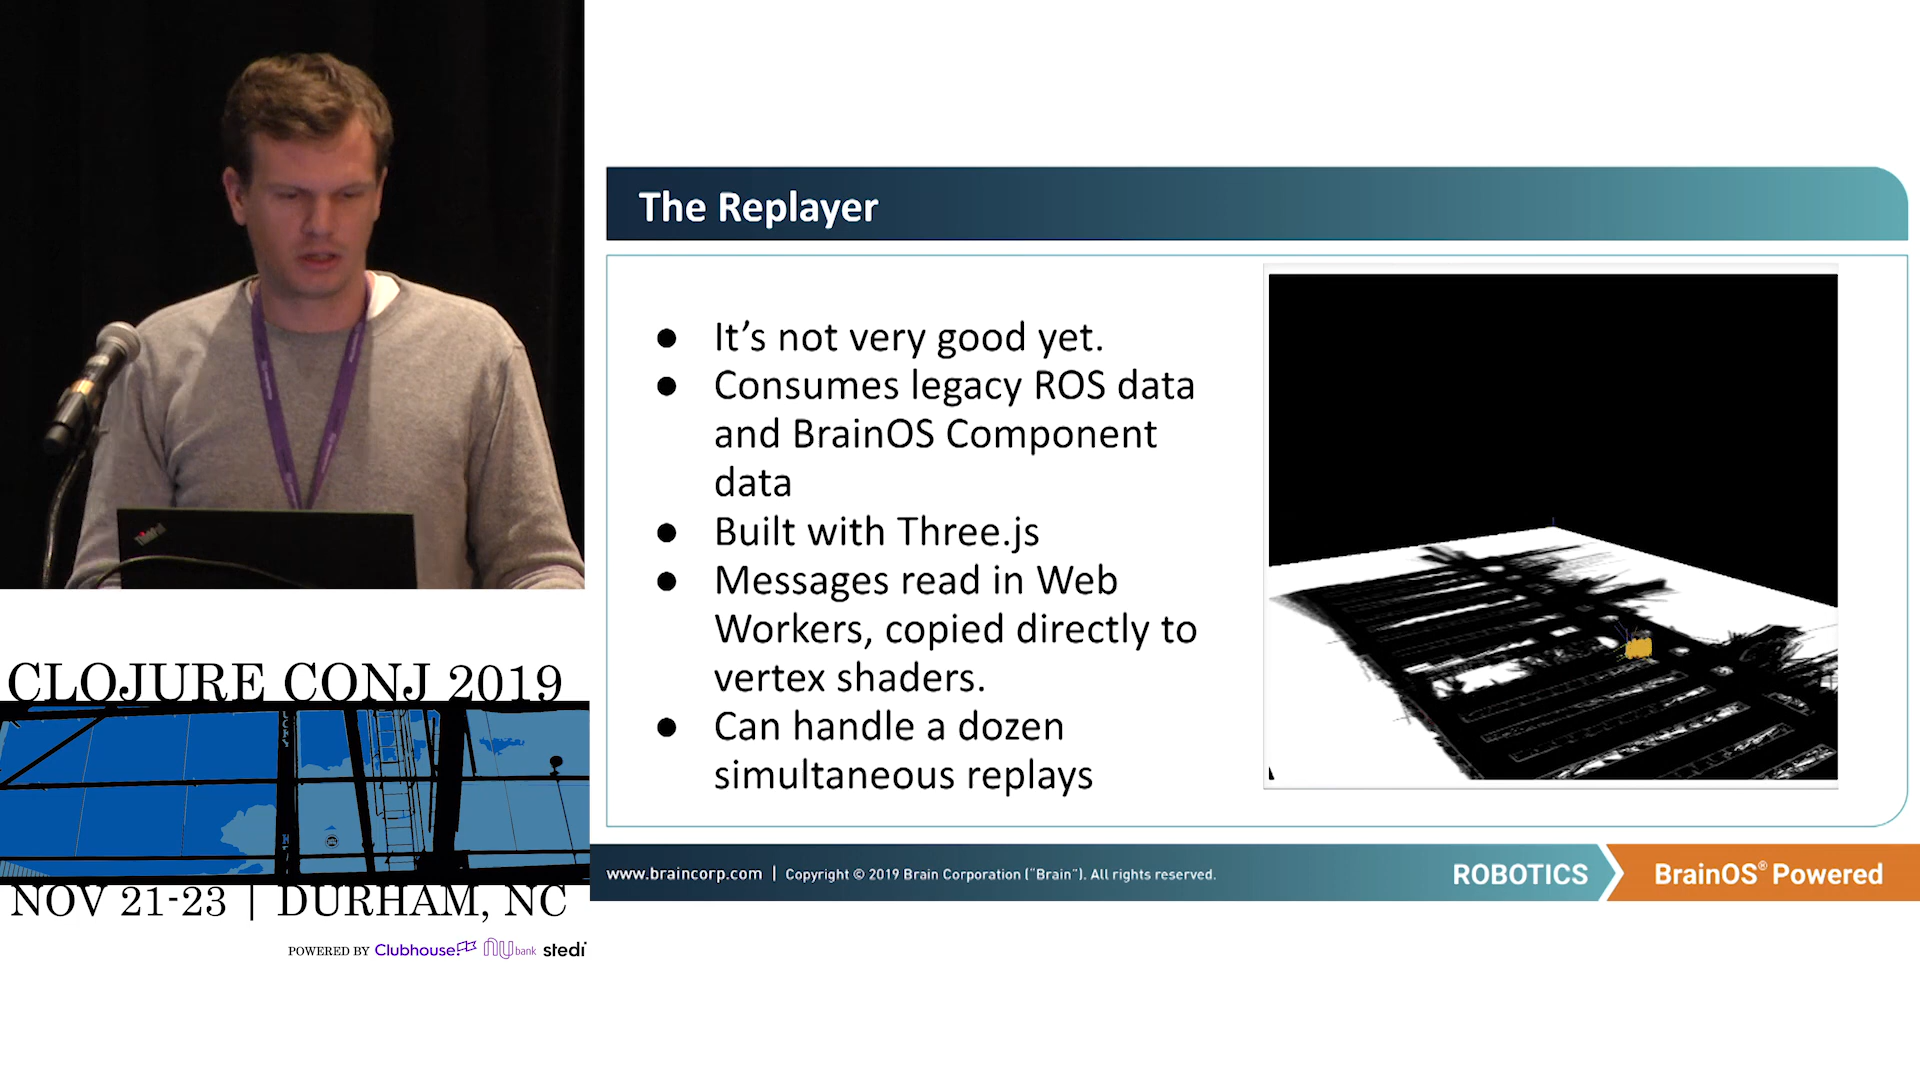 The Replayer
● It’s not very good yet.
● Consumes legacy ROS data
and BrainOS Component
data
● Built with Three.js
● Messages read in Web
Workers, copied directly to
vertex shaders.
● Can handle a dozen
simultaneous replays
www.braincorp.com | Copyright © 2019 Brain Corporation ("Brain"). All rights reserved.
ROBOTICS
BrainOS® Powered
ThinkPad
CLOJURE CONJ 2019
NOV 21-23 | DURHAM, NC
POWERED BY Clubhouse nu bank stedi